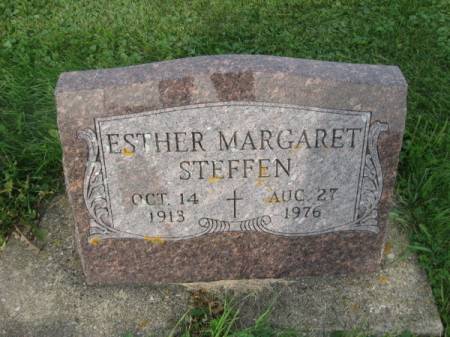 ESTHER MARGARET
STEFFEN
OCT. 14 AUG. 27
1913 1976